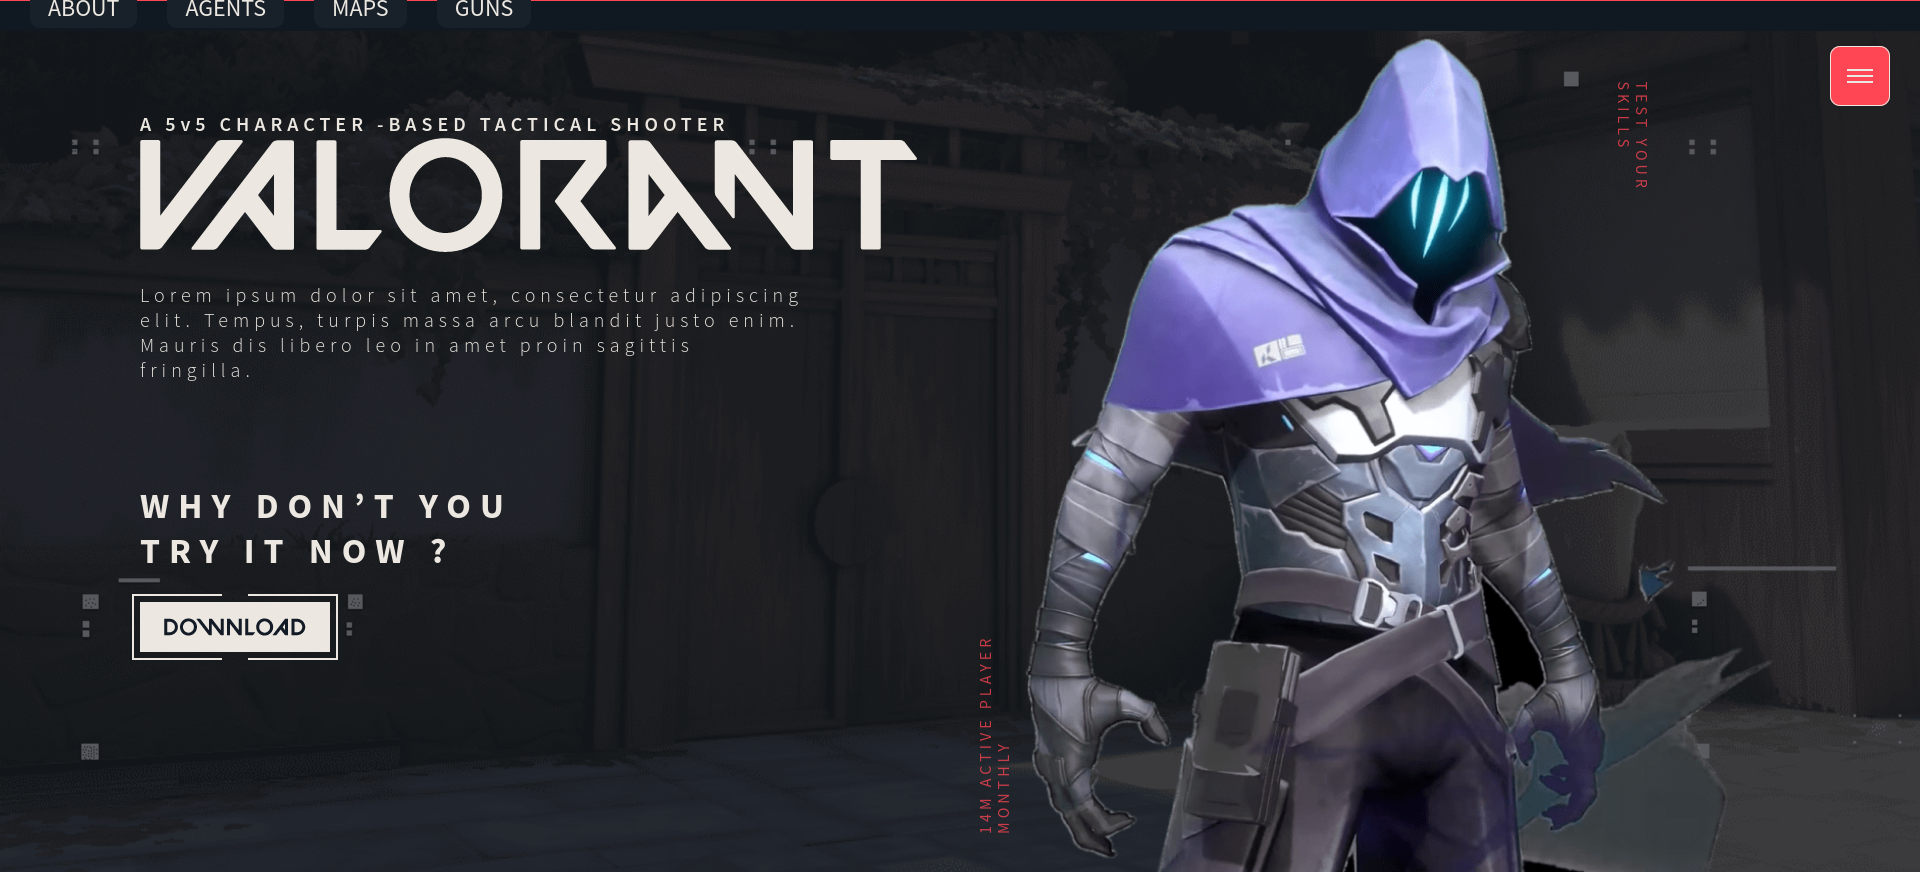 ABOUT
AGENTS
MAPS
GUNS
A 5v5 CHARACTER -BASED TACTICAL SHOOTER
VALORANT
Lorem ipsum dolor sit amet, consectetur adipiscing
elit. Tempus, turpis massa arcu blandit justo enim.
Mauris dis libero leo in amet proin sagittis
fringilla.
WHY DON’T YOU
TRY IT NOW ?
DOWNLOAD
TEST YOUR
SKILLS
14M ACTIVE PLAYER
MONTHLY